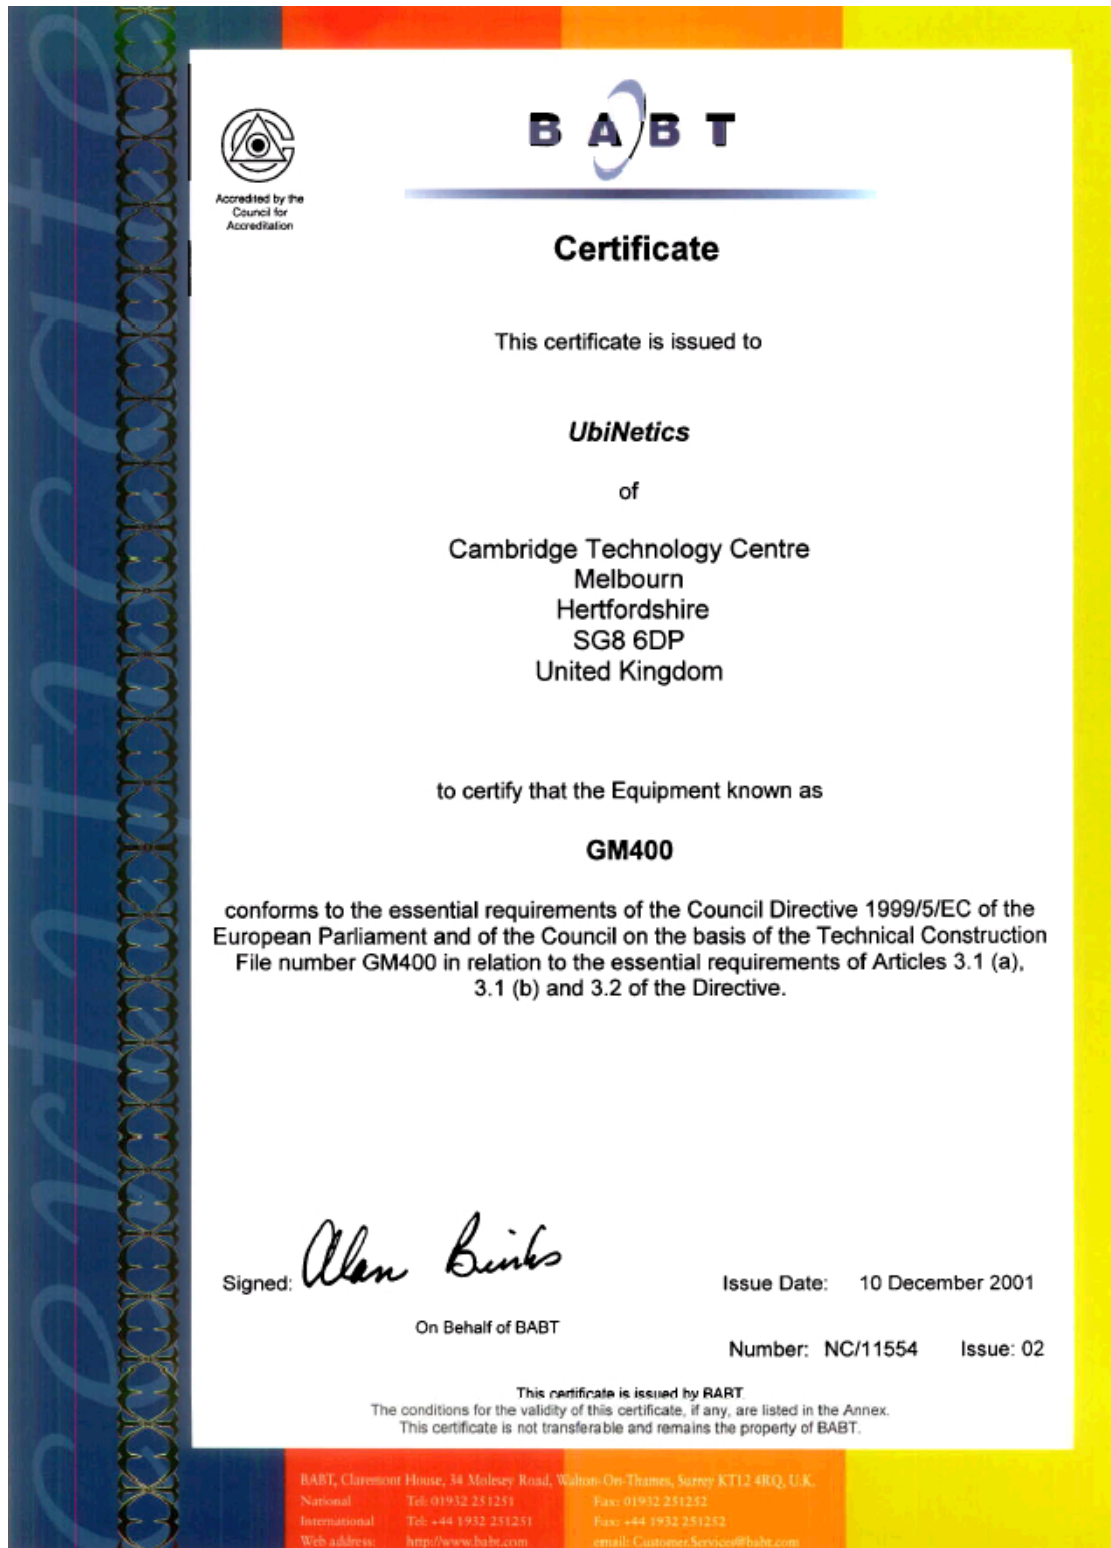 Accredited by the
Council for
Accreditation
BABT
Certificate
This certificate is issued to
UbiNetics
of
Cambridge Technology Centre
Melbourn
Hertfordshire
SG8 6DP
United Kingdom
to certify that the Equipment known as
GM400
conforms to the essential requirements of the Council Directive 1999/5/EC of the
European Parliament and of the Council on the basis of the Technical Construction
File number GM400 in relation to the essential requirements of Articles 3.1 (a),
3.1 (b) and 3.2 of the Directive.
Signed: Alan Binks
Issue Date: 10 December 2001
On Behalf of BABT
Number: NC/11554 Issue: 02
This certificate is issued by BABT
The conditions for the validity of this certificate, if any, are listed in the Annex.
This certificate is not transferable and remains the property of BABT.
BABT, Claremont House, 34 Molesey Road, Walton-On-Thames, Surrey KT12 4RQ, U.K.
National Tel: 01932 251251 Fax: 01932 251252
International Tel: +44 1932 251251 Fax: +44 1932 251252
Web address: http://www.babt.com email: Customer.Services@babt.com
certificate